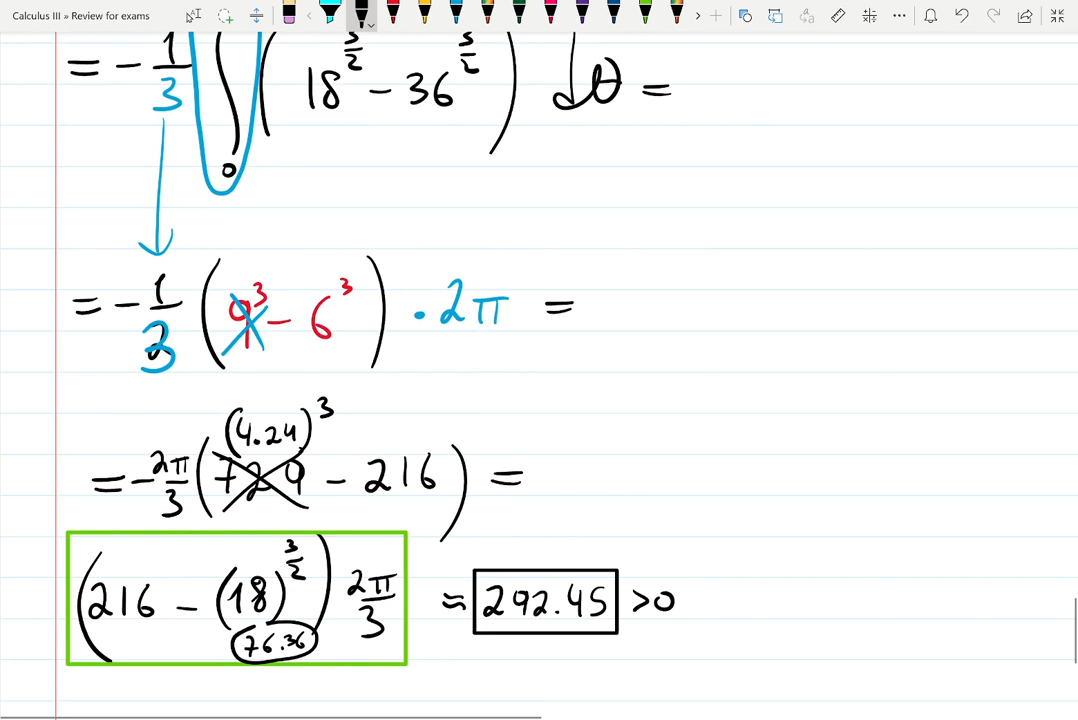 Calculus III » Review for exams
= - 1/3 ∫₀ ( 18^{3/2} - 36^{3/2} ) dθ =
= - 1/3 ( 9³ - 6³ ) · 2π =
(4.24)³
= - 2π/3 ( 729 - 216 ) =
( 216 - (18)^{3/2} ) 2π/3 ≈ 292.45 > 0
76.36